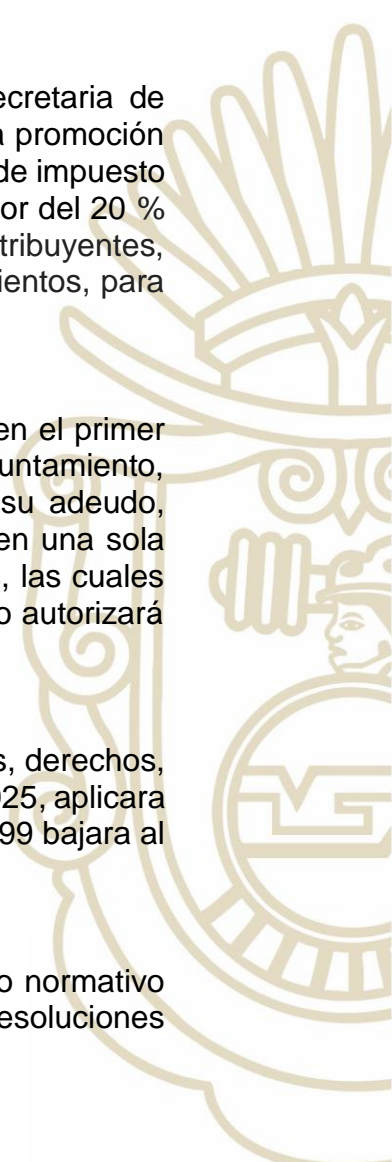 ecretaria de
a promoción
de impuesto
or del 20 %
tribuyentes,
ientos, para
en el primer
untamiento,
su adeudo,
en una sola
, las cuales
o autorizará
s, derechos,
025, aplicara
99 bajara al
o normativo
esoluciones